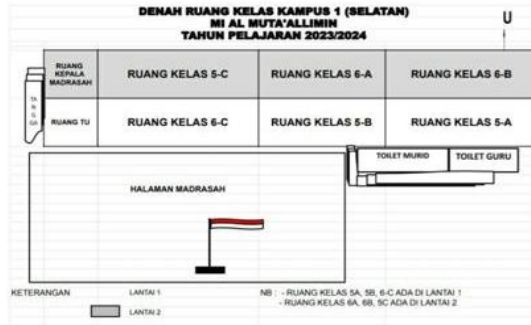 DENAH RUANG KELAS KAMPUS 1 (SELATAN)
MI AL MUTA'ALLIMIN
TAHUN PELAJARAN 2023/2024
U
RUANG
KEPALA
MADRASAH
RUANG KELAS 5-C
RUANG KELAS 6-A
RUANG KELAS 6-B
TA
N
G
GA
RUANG TU
RUANG KELAS 6-C
RUANG KELAS 5-B
RUANG KELAS 5-A
TOILET MURID
TOILET GURU
HALAMAN MADRASAH
KETERANGAN
LANTAI 1
LANTAI 2
NB : - RUANG KELAS 5A, 5B, 6-C ADA DI LANTAI 1
- RUANG KELAS 6A, 6B, 5C ADA DI LANTAI 2